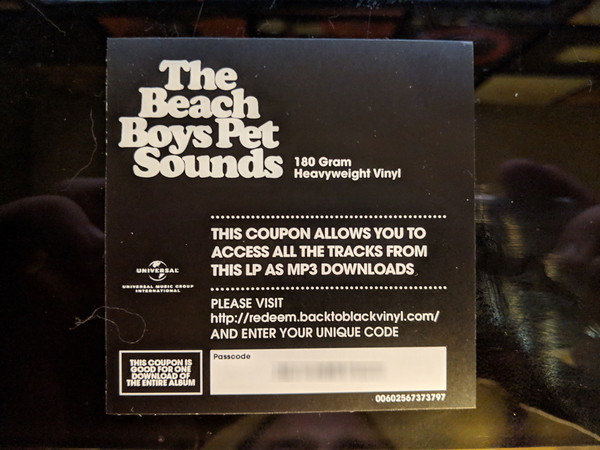 The
Beach
Boys Pet
Sounds
180 Gram
Heavyweight Vinyl
THIS COUPON ALLOWS YOU TO
ACCESS ALL THE TRACKS FROM
THIS LP AS MP3 DOWNLOADS
UNIVERSAL
UNIVERSAL MUSIC GROUP
INTERNATIONAL
PLEASE VISIT
http://redeem.backtoblackvinyl.com/
AND ENTER YOUR UNIQUE CODE
THIS COUPON IS
GOOD FOR ONE
DOWNLOAD OF
THE ENTIRE ALBUM
Passcode
00602567373797